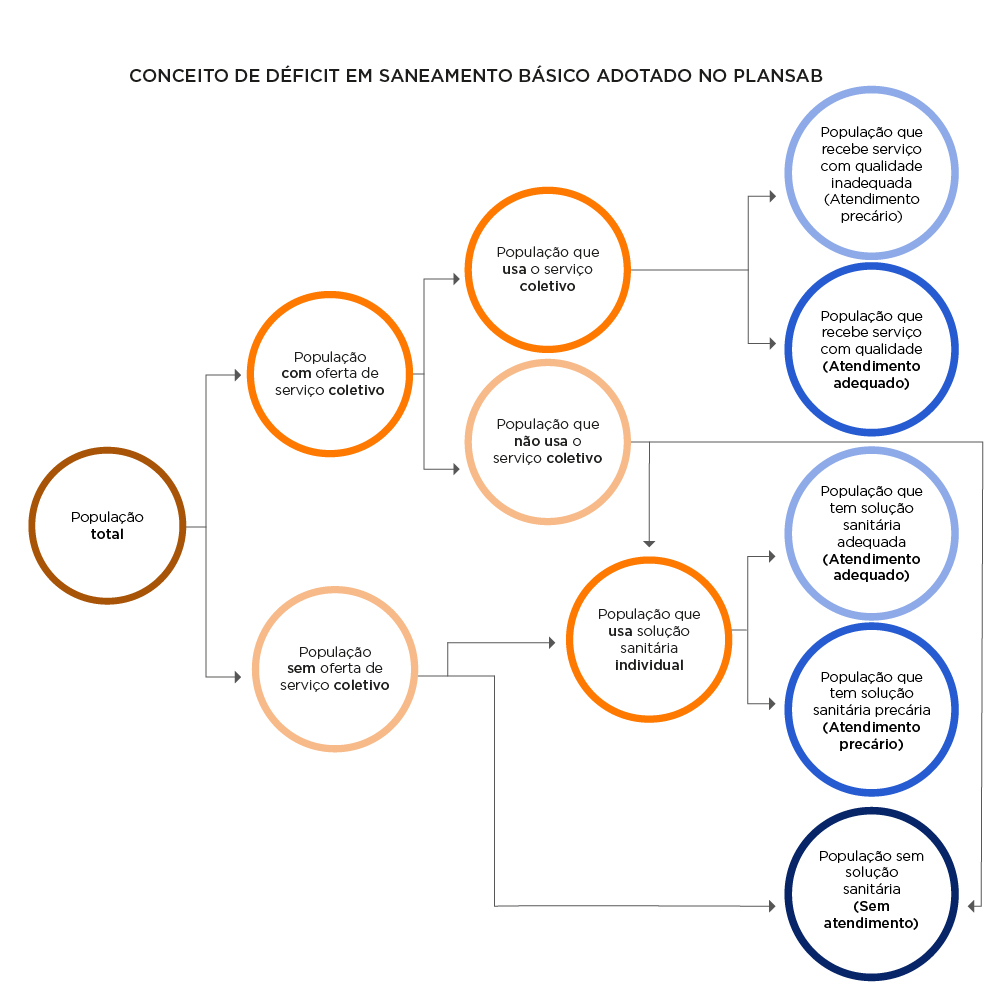 CONCEITO DE DÉFICIT EM SANEAMENTO BÁSICO ADOTADO NO PLANSAB
População
total
População
com oferta de
serviço coletivo
População
sem oferta de
serviço coletivo
População que
usa o serviço
coletivo
População que
não usa o
serviço coletivo
População que
usa solução
sanitária
individual
População que
recebe serviço
com qualidade
inadequada
(Atendimento
precário)
População que
recebe serviço
com qualidade
(Atendimento
adequado)
População que
tem solução
sanitária
adequada
(Atendimento
adequado)
População que
tem solução
sanitária precária
(Atendimento
precário)
População sem
solução
sanitária
(Sem
atendimento)